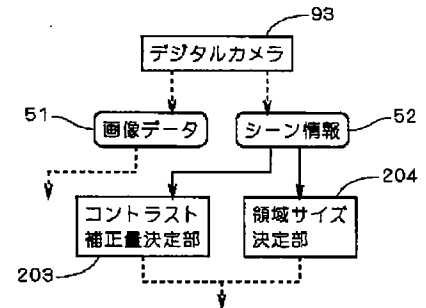 93
デジタルカメラ
51
画像データ
シーン情報
52
204
コントラスト
補正量決定部
領域サイズ
決定部
203